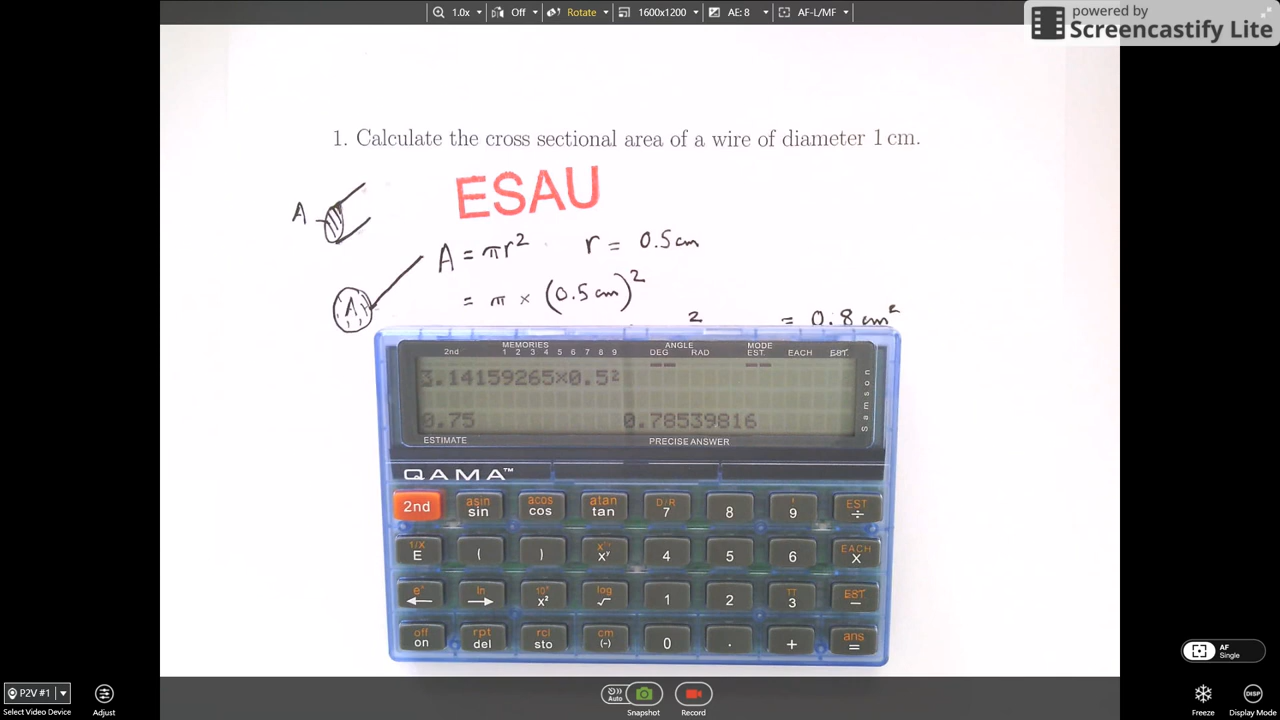 1.0x Off Rotate 1600x1200 AE: 8 AF-L/MF
powered by
Screencastify Lite
1. Calculate the cross sectional area of a wire of diameter 1 cm.
ESAU
A
A = πr² r = 0.5 cm
A
= π × (0.5 cm)²
2 = 0.8 cm²
2nd MEMORIES 1 2 3 4 5 6 7 8 9 ANGLE DEG RAD MODE EST. EACH EST.
3.14159265×0.5²
0.75 0.78539816
Samson
ESTIMATE PRECISE ANSWER
QAMA™
asin acos atan D/R ! EST
2nd sin cos tan 7 8 9 ÷
1/X x¹/ʸ EACH
E ( ) xʸ 4 5 6 X
eˣ ln 10ˣ log π EST
← → x² √ 1 2 3 −
off rpt rcl cm ans
on del sto (-) 0 . + =
AF
Single
P2V #1
Select Video Device
Adjust
Auto
Snapshot
Record
Freeze
DISP
Display Mode